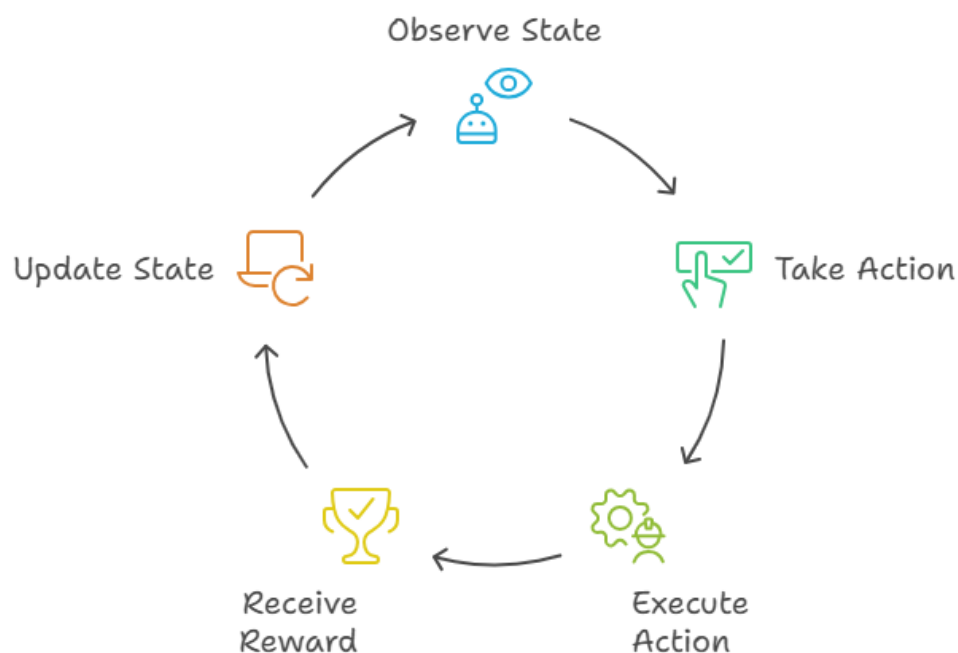 Observe State
Update State
Take Action
Receive
Reward
Execute
Action